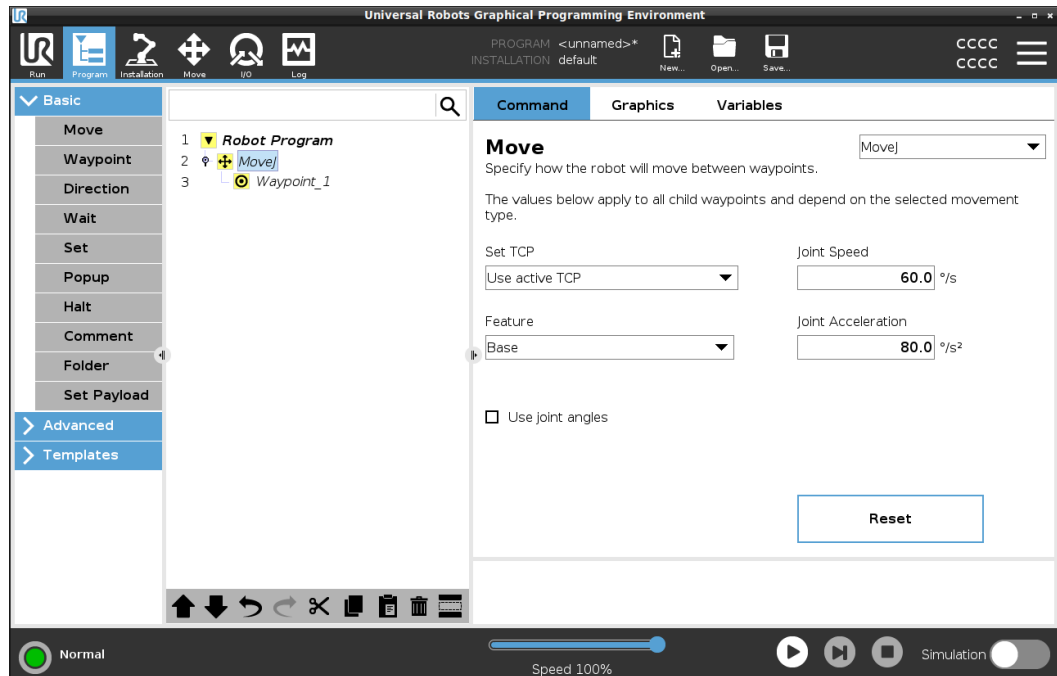 UR
Universal Robots Graphical Programming Environment
UR
Run
Program
Installation
Move
I/O
Log
PROGRAM <unnamed>*
INSTALLATION default
New...
Open...
Save...
CCCC
CCCC
Basic
Move
Waypoint
Direction
Wait
Set
Popup
Halt
Comment
Folder
Set Payload
Advanced
Templates
1 Robot Program
2 MoveJ
3 Waypoint_1
Command Graphics Variables
Move
MoveJ
Specify how the robot will move between waypoints.
The values below apply to all child waypoints and depend on the selected movement
type.
Set TCP
Use active TCP
Joint Speed
60.0 °/s
Feature
Base
Joint Acceleration
80.0 °/s²
Use joint angles
Reset
Normal
Speed 100%
Simulation